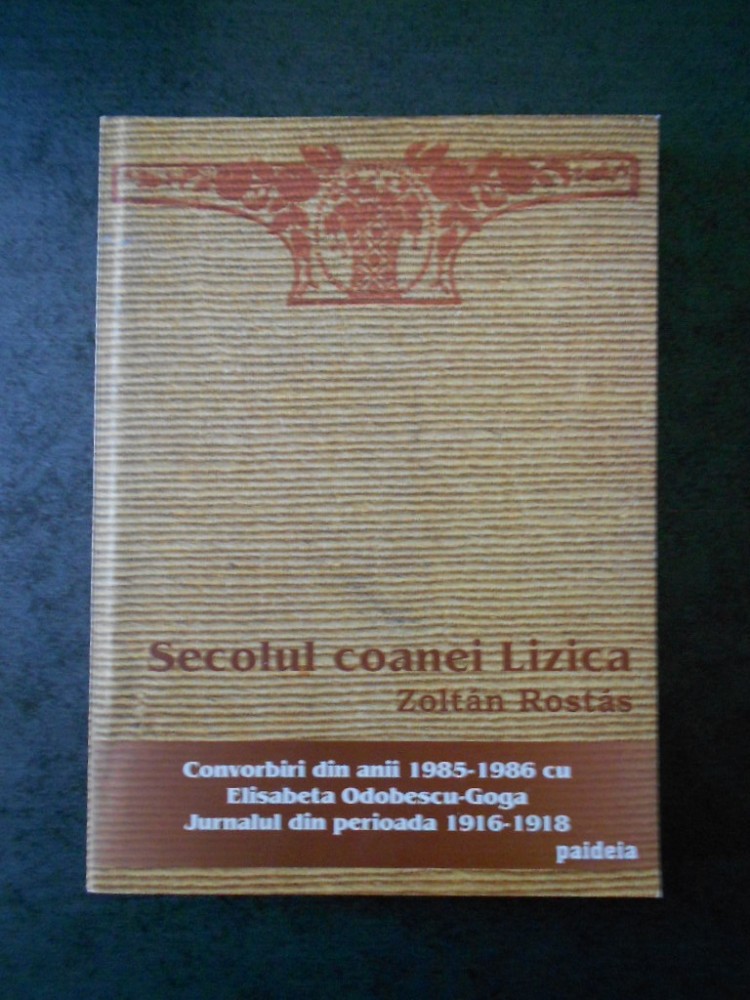 Secolul coanei Lizica
Zoltán Rostás
Convorbiri din anii 1985-1986 cu
Elisabeta Odobescu-Goga
Jurnalul din perioada 1916-1918
paideia